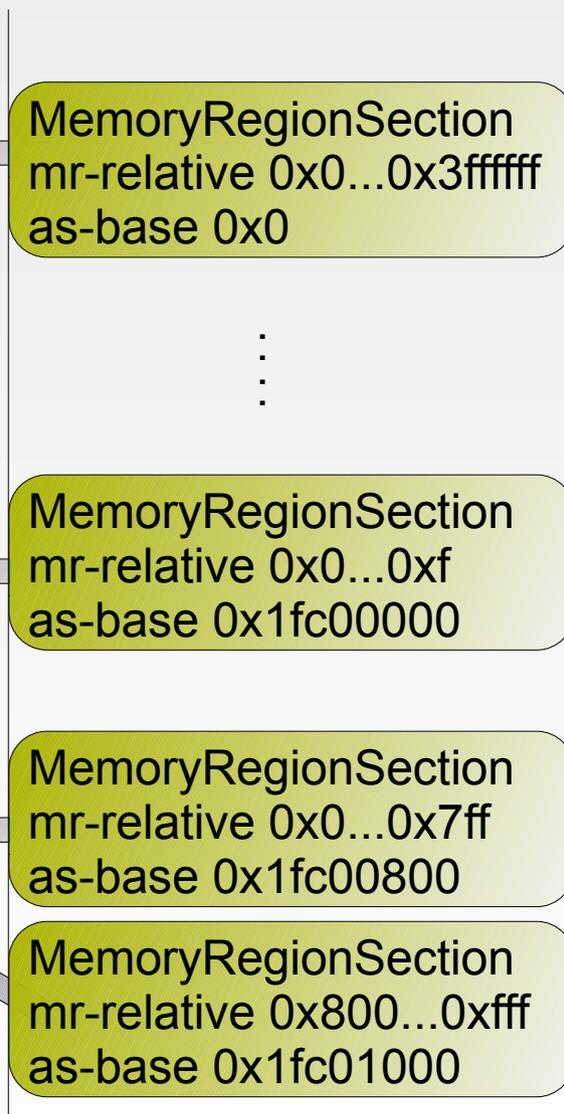 MemoryRegionSection
mr-relative 0x0...0x3ffffff
as-base 0x0
MemoryRegionSection
mr-relative 0x0...0xf
as-base 0x1fc00000
MemoryRegionSection
mr-relative 0x0...0x7ff
as-base 0x1fc00800
MemoryRegionSection
mr-relative 0x800...0xfff
as-base 0x1fc01000